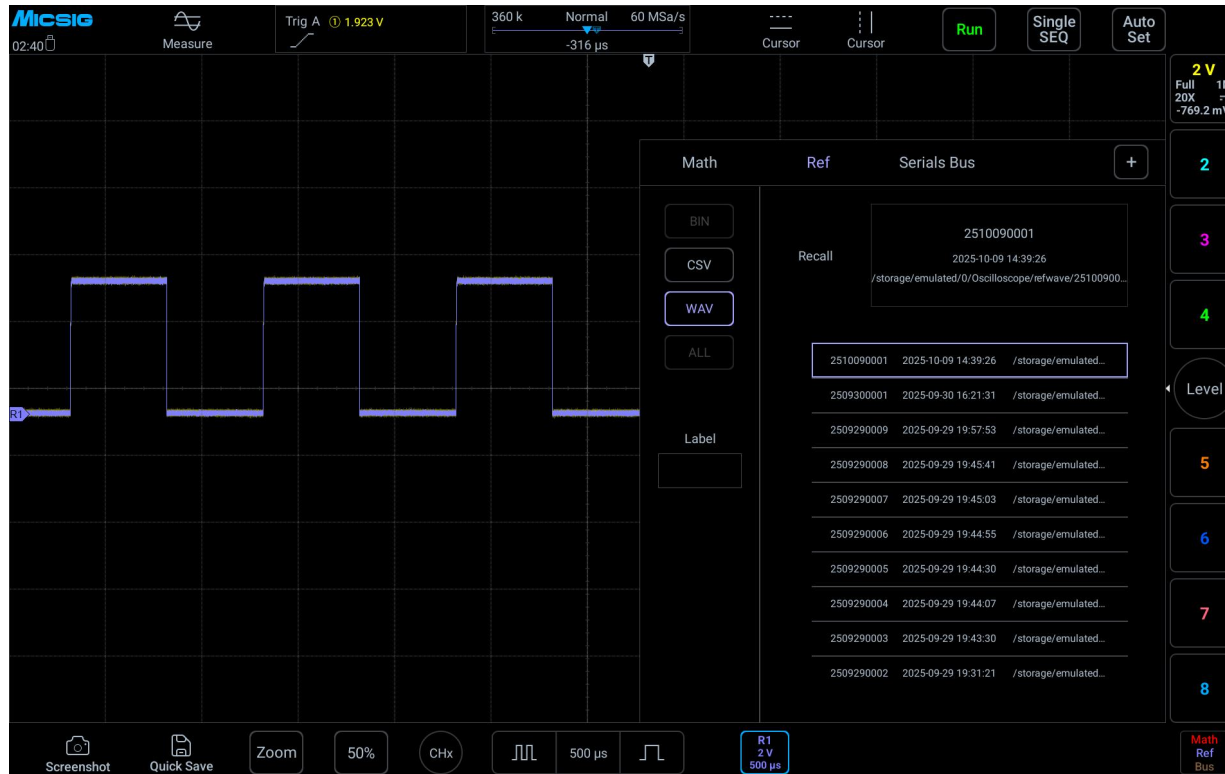 Micsig
02:40
Measure
Trig A ① 1.923 V
360 k Normal 60 MSa/s
-316 µs
Cursor
Cursor
Run
Single
SEQ
Auto
Set
T
2 V
Full
20X
-769.2 mV
2
3
4
Level
5
6
7
8
Math Ref Serials Bus +
BIN
CSV
WAV
ALL
Label
Recall
2510090001
2025-10-09 14:39:26
/storage/emulated/0/Oscilloscope/refwave/25100900...
2510090001 2025-10-09 14:39:26 /storage/emulated...
2509300001 2025-09-30 16:21:31 /storage/emulated...
2509290009 2025-09-29 19:57:53 /storage/emulated...
2509290008 2025-09-29 19:45:41 /storage/emulated...
2509290007 2025-09-29 19:45:03 /storage/emulated...
2509290006 2025-09-29 19:44:55 /storage/emulated...
2509290005 2025-09-29 19:44:30 /storage/emulated...
2509290004 2025-09-29 19:44:07 /storage/emulated...
2509290003 2025-09-29 19:43:30 /storage/emulated...
2509290002 2025-09-29 19:31:21 /storage/emulated...
R1
Screenshot
Quick Save
Zoom
50%
CHx
500 µs
R1
2 V
500 µs
Math
Ref
Bus